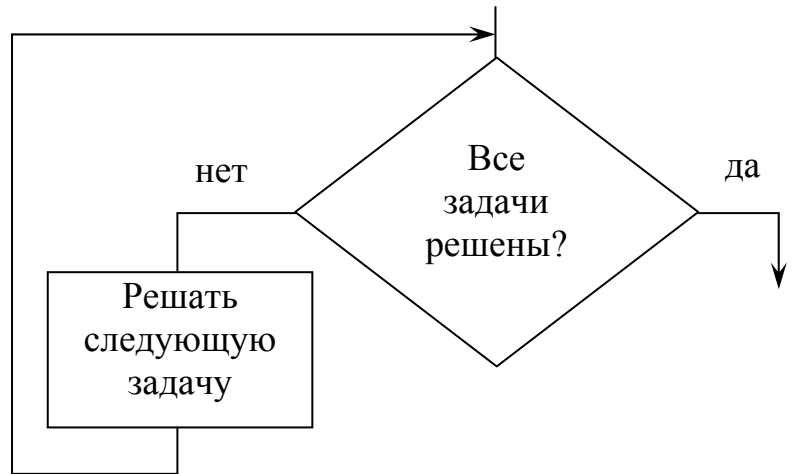 Все
задачи
решены?
нет
да
Решать
следующую
задачу